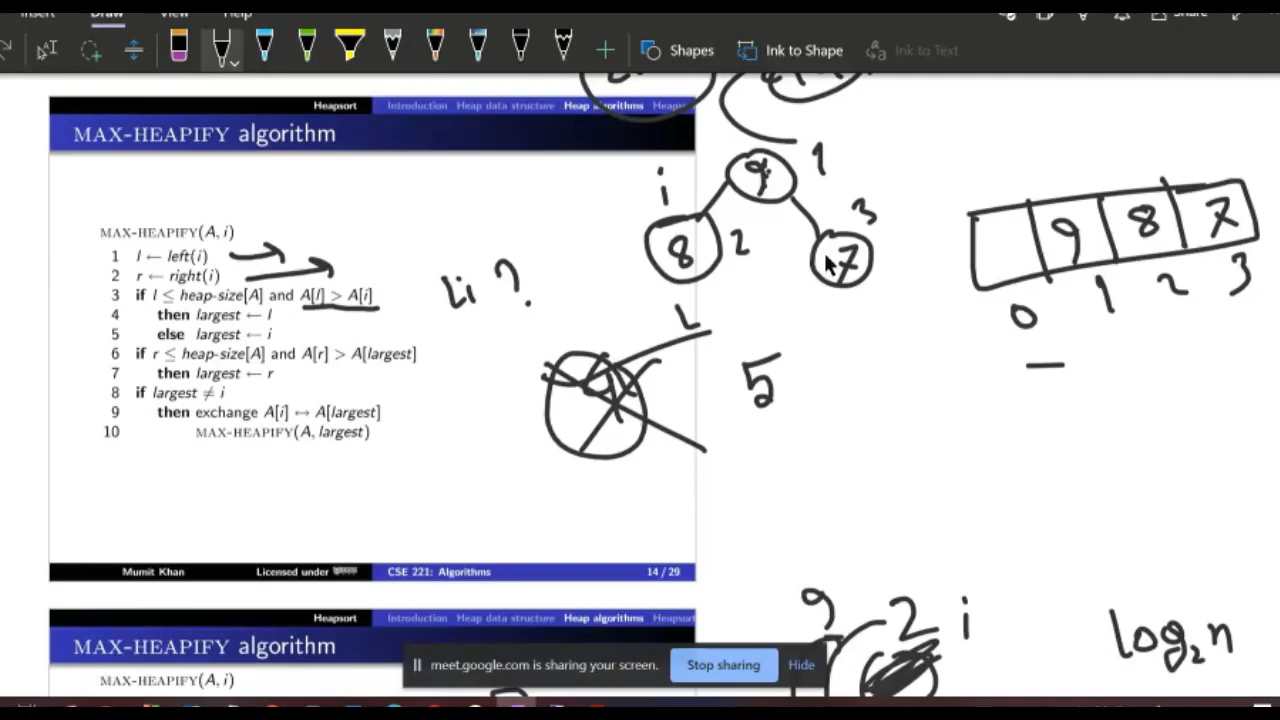 Insert Draw View Help
Share
Shapes Ink to Shape Ink to Text
Heapsort Introduction Heap data structure Heap algorithms Heaps
MAX-HEAPIFY algorithm
MAX-HEAPIFY(A, i)
1 l ← left(i)
2 r ← right(i)
3 if l ≤ heap-size[A] and A[l] > A[i]
4 then largest ← l
5 else largest ← i
6 if r ≤ heap-size[A] and A[r] > A[largest]
7 then largest ← r
8 if largest ≠ i
9 then exchange A[i] ↔ A[largest]
10 MAX-HEAPIFY(A, largest)
Mumit Khan Licensed under CSE 221: Algorithms 14 / 29
9 1
i
8 2
7 3
9 8 7
0 1 2 3
L
5
9 2 i
log₂n
Heapsort Introduction Heap data structure Heap algorithms Heapsort
MAX-HEAPIFY algorithm
MAX-HEAPIFY(A, i)
meet.google.com is sharing your screen. Stop sharing Hide